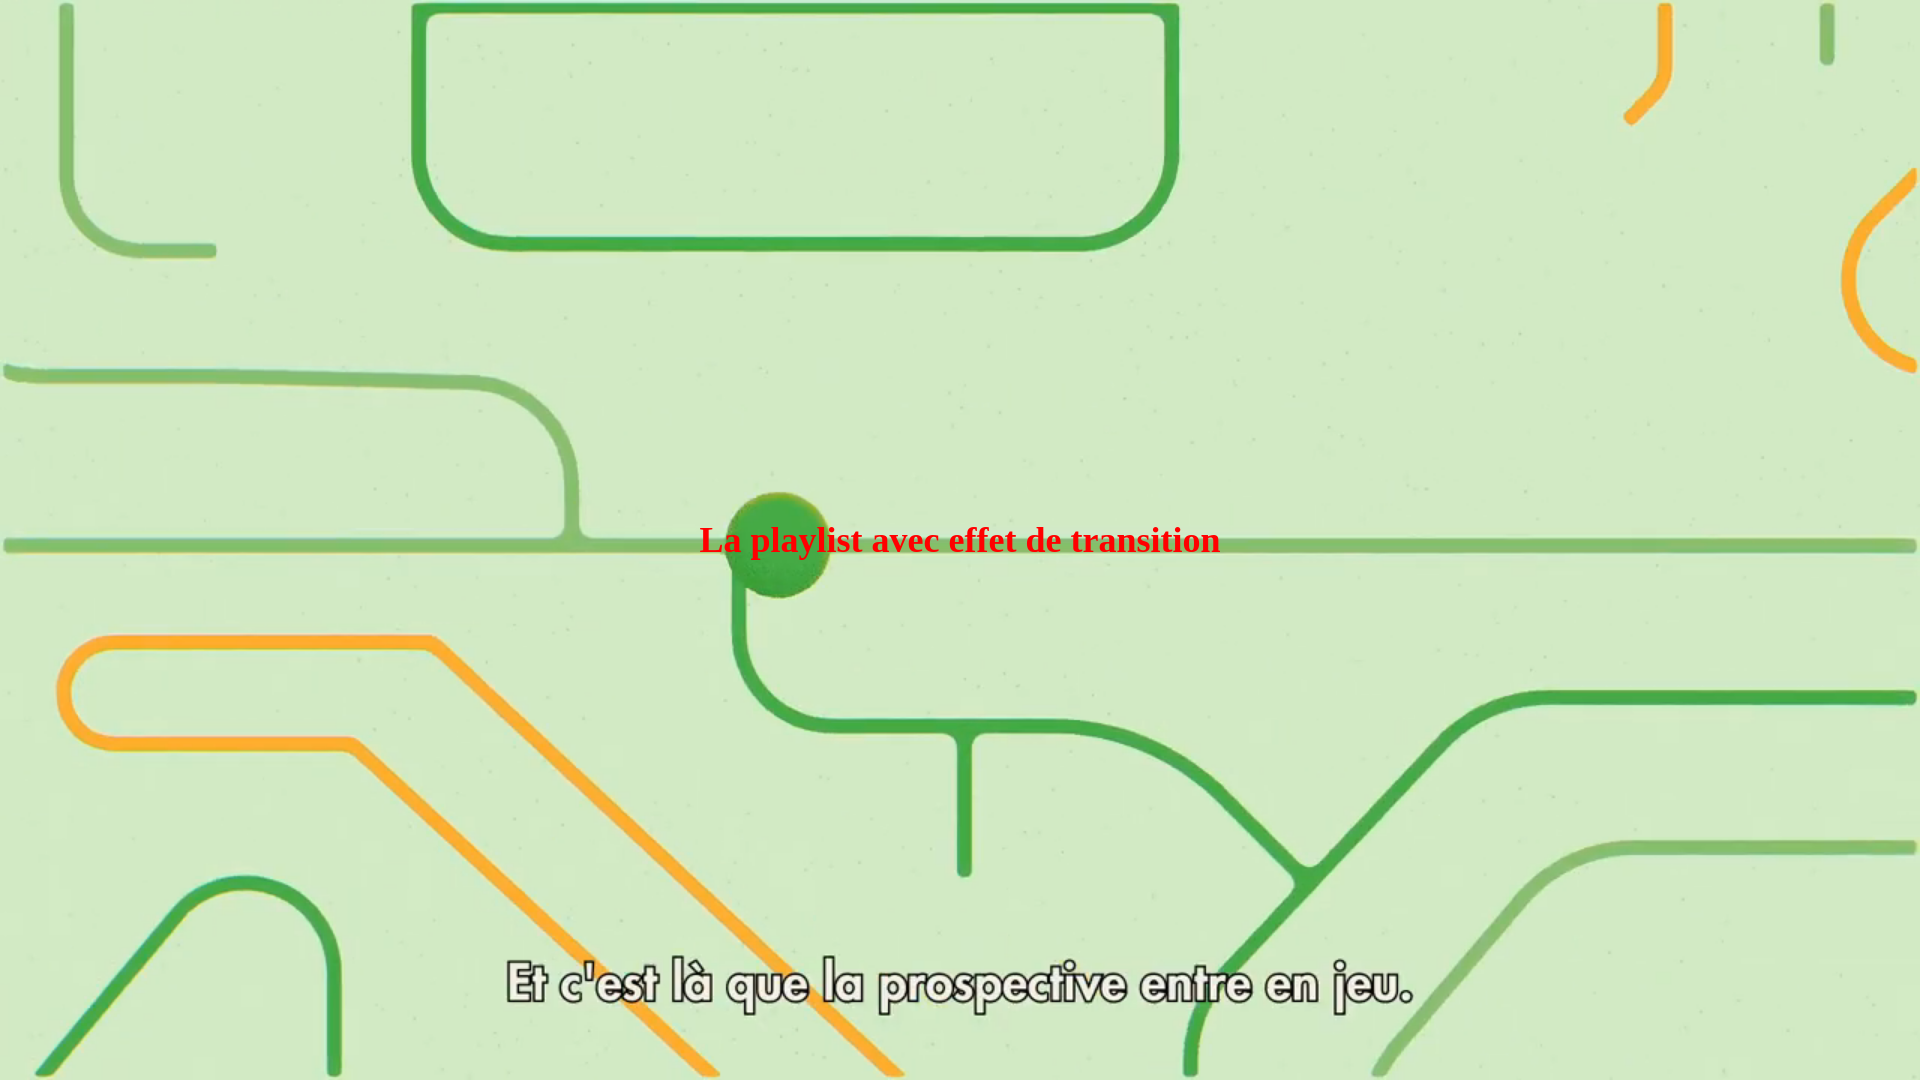 La playlist avec effet de transition
Et c'est là que la prospective entre en jeu.